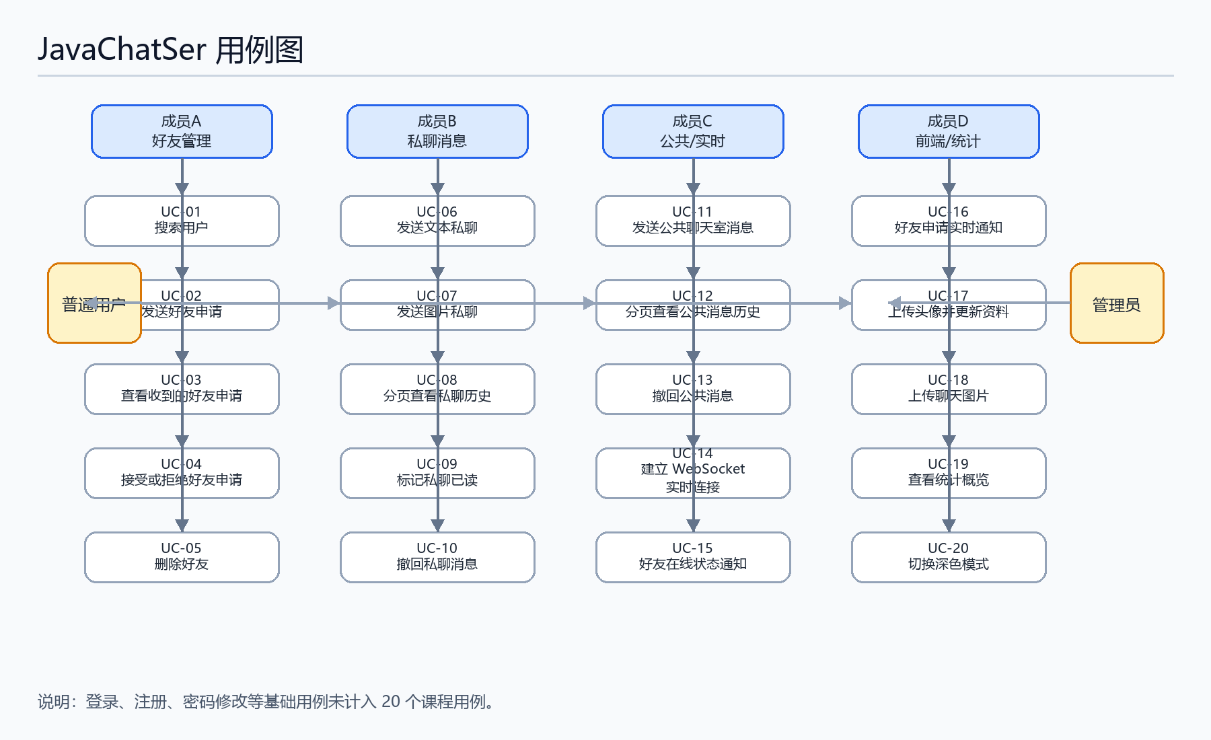 JavaChatSer 用例图
成员A
好友管理
成员B
私聊消息
成员C
公共/实时
成员D
前端/统计
UC-01
搜索用户
UC-06
发送文本私聊
UC-11
发送公共聊天室消息
UC-16
好友申请实时通知
普通用户
UC-02
发送好友申请
UC-07
发送图片私聊
UC-12
分页查看公共消息历史
UC-17
上传头像并更新资料
管理员
UC-03
查看收到的好友申请
UC-08
分页查看私聊历史
UC-13
撤回公共消息
UC-18
上传聊天图片
UC-04
接受或拒绝好友申请
UC-09
标记私聊已读
UC-14
建立 WebSocket
实时连接
UC-19
查看统计概览
UC-05
删除好友
UC-10
撤回私聊消息
UC-15
好友在线状态通知
UC-20
切换深色模式
说明：登录、注册、密码修改等基础用例未计入 20 个课程用例。